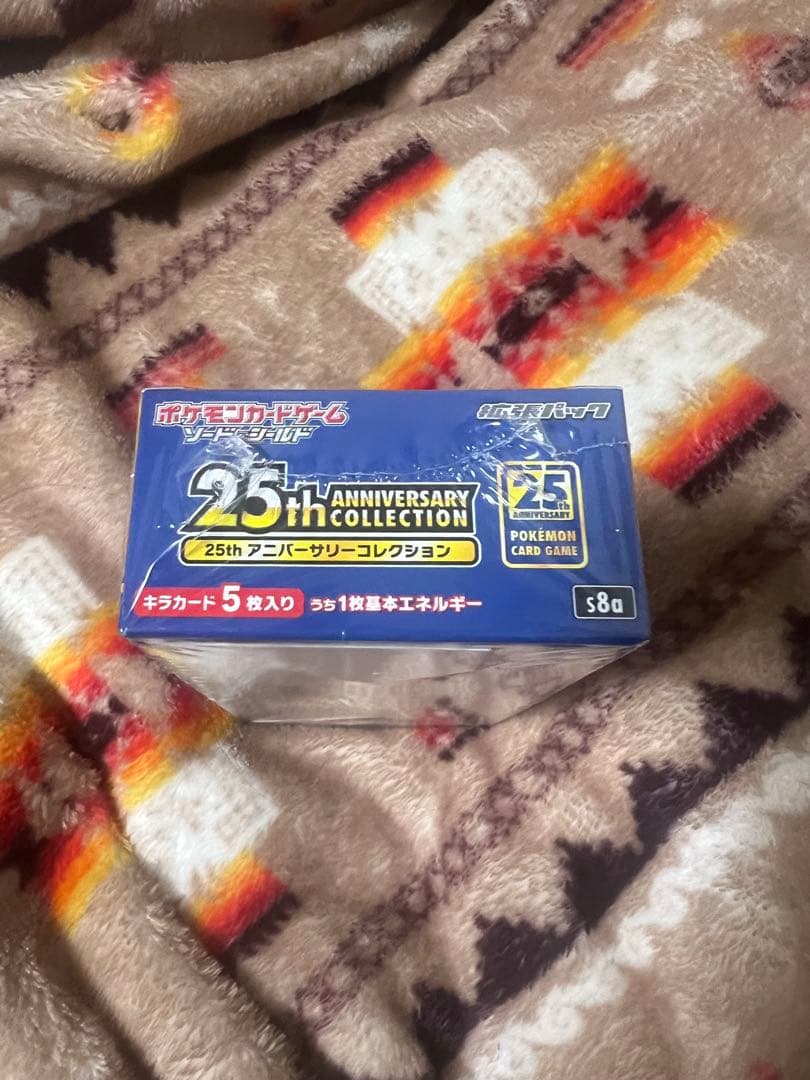 ポケモンカードゲーム
ソード&シールド
拡張パック
25th ANNIVERSARY COLLECTION
25th アニバーサリーコレクション
25th
ANNIVERSARY
POKÉMON
CARD GAME
キラカード 5枚入り うち1枚基本エネルギー
s8a